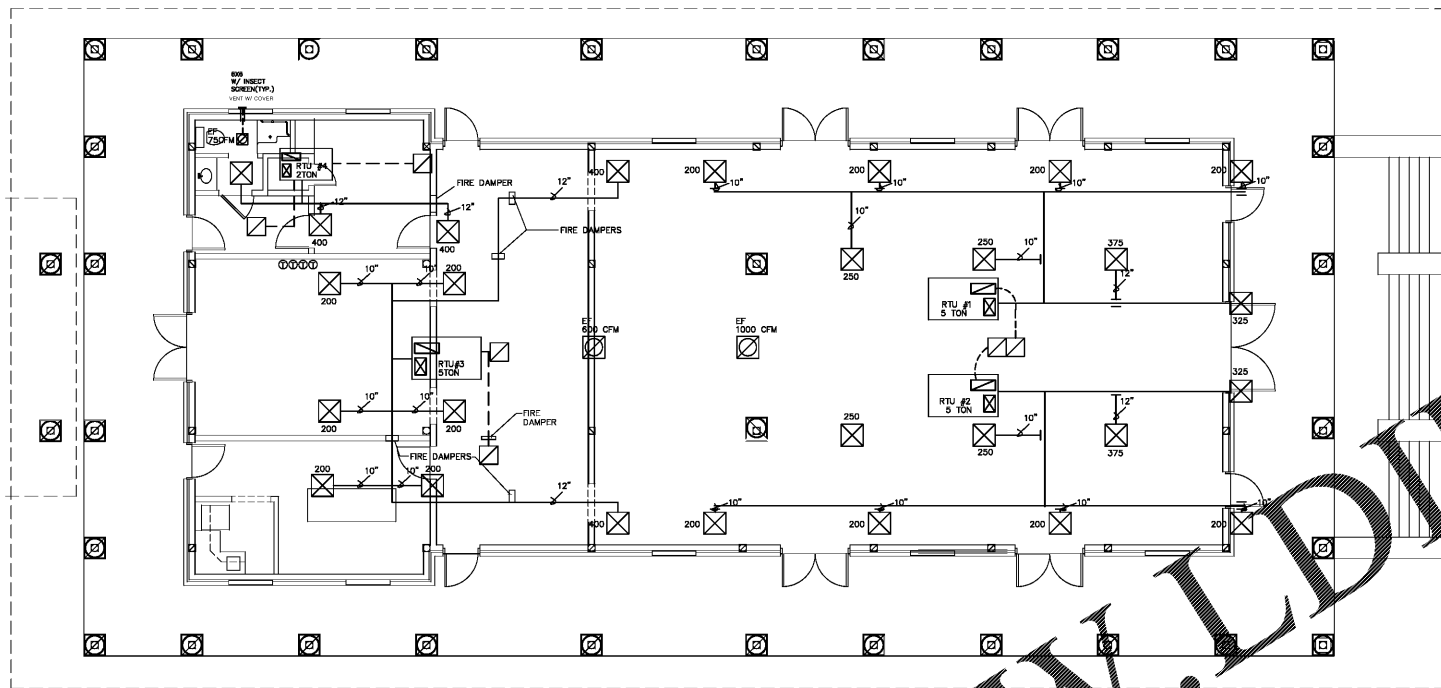 W/ INSECT
SCREEN(TYP.)
VENT W/ COVER
EF
75CFM
RTU #4
2TON
FIRE DAMPER
12"
400
200
200
200
200
10"
10"
10"
10"
12"
12"
400
400
FIRE DAMPERS
TTTT
10"
10"
200
200
10"
250
250
10"
375
12"
RTU #1
5 TON
325
EF
600 CFM
EF
1000 CFM
RTU#3
5TON
RTU #2
5 TON
325
10"
10"
200
200
FIRE
DAMPER
250
10"
250
12"
375
FIRE DAMPERS
200
10"
10"
200
12"
400
10"
10"
10"
10"
200
200
200
200